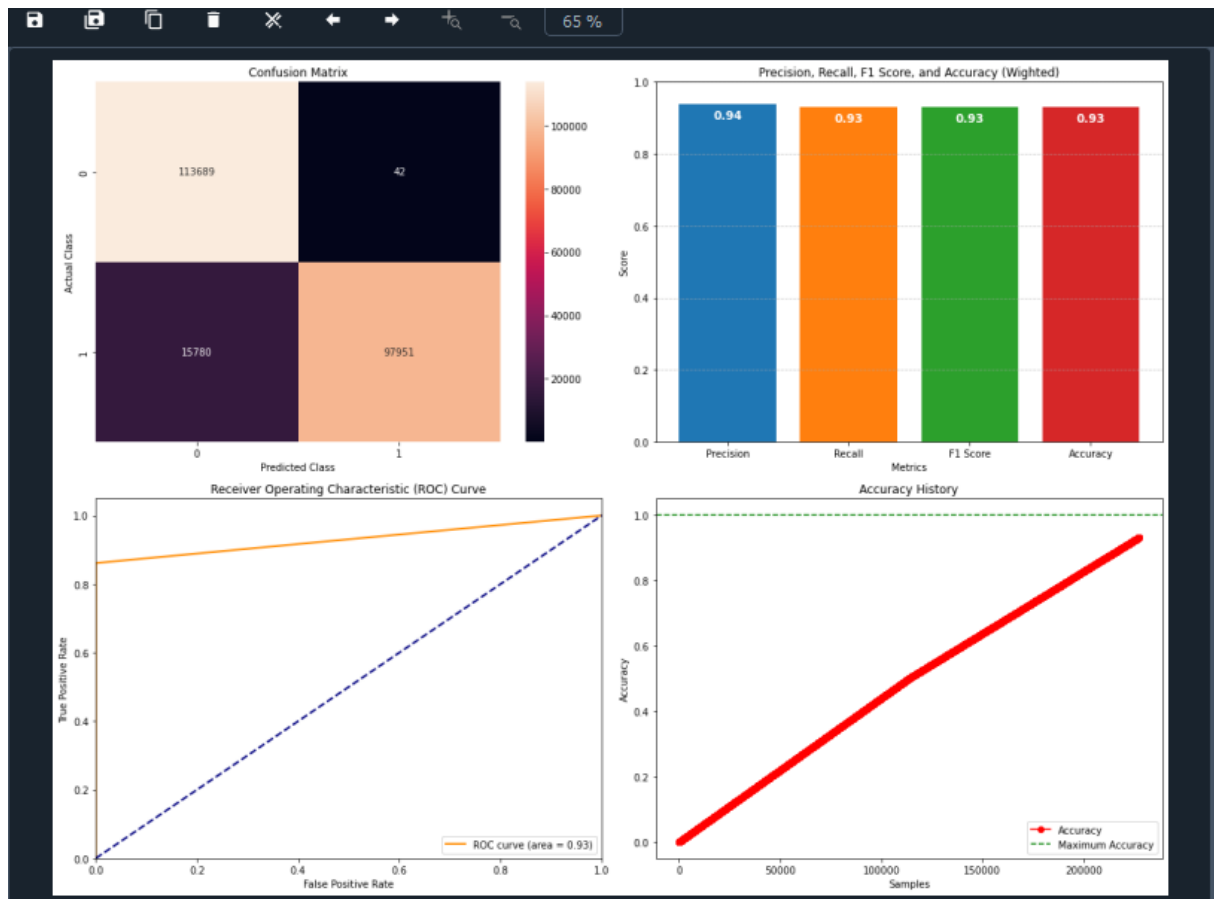 65 %
Confusion Matrix
Actual Class
0
1
113689
42
15780
97951
0
1
Predicted Class
100000
80000
60000
40000
20000
Precision, Recall, F1 Score, and Accuracy (Wighted)
Score
1.0
0.8
0.6
0.4
0.2
0.0
0.94
0.93
0.93
0.93
Precision
Recall
F1 Score
Accuracy
Metrics
Receiver Operating Characteristic (ROC) Curve
True Positive Rate
1.0
0.8
0.6
0.4
0.2
0.0
ROC curve (area = 0.93)
0.0
0.2
0.4
0.6
0.8
1.0
False Positive Rate
Accuracy History
Accuracy
1.0
0.8
0.6
0.4
0.2
0.0
Accuracy
Maximum Accuracy
0
50000
100000
150000
200000
Samples